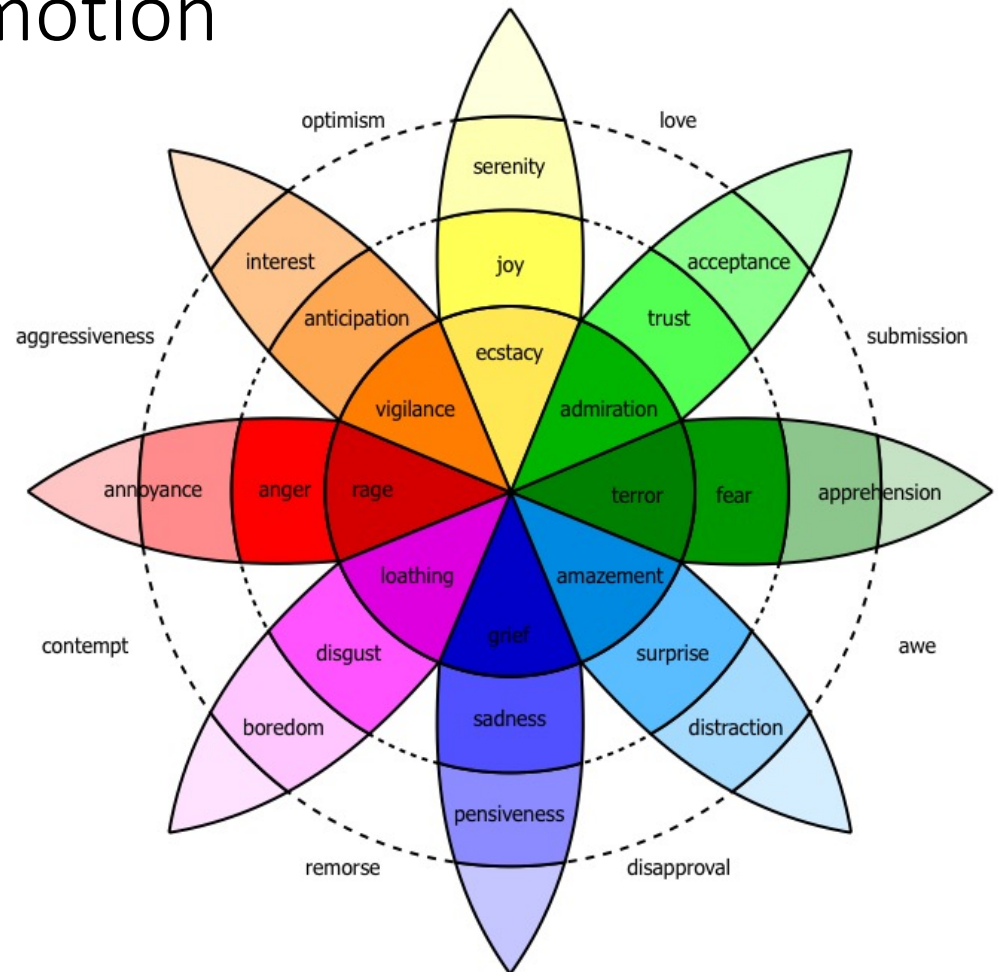 motion
optimism
love
serenity
interest
joy
acceptance
anticipation
trust
aggressiveness
submission
ecstacy
vigilance
admiration
annoyance
anger
rage
terror
fear
apprehension
loathing
amazement
contempt
grief
awe
disgust
surprise
boredom
sadness
distraction
pensiveness
remorse
disapproval